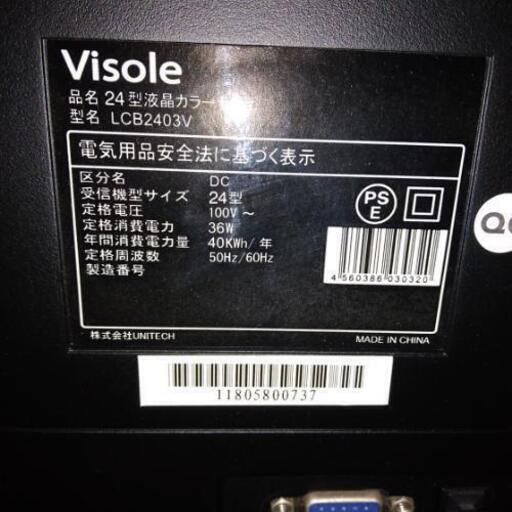 Visole
品名 24型液晶カラー
型名 LCB2403V
電気用品安全法に基づく表示
区分名 DC
受信機型サイズ 24型
定格電圧 100V ～
定格消費電力 36W
年間消費電力量 40KWh/年
定格周波数 50Hz/60Hz
製造番号
PS
E
4 560386 030320
株式会社UNITECH
MADE IN CHINA
11805800737